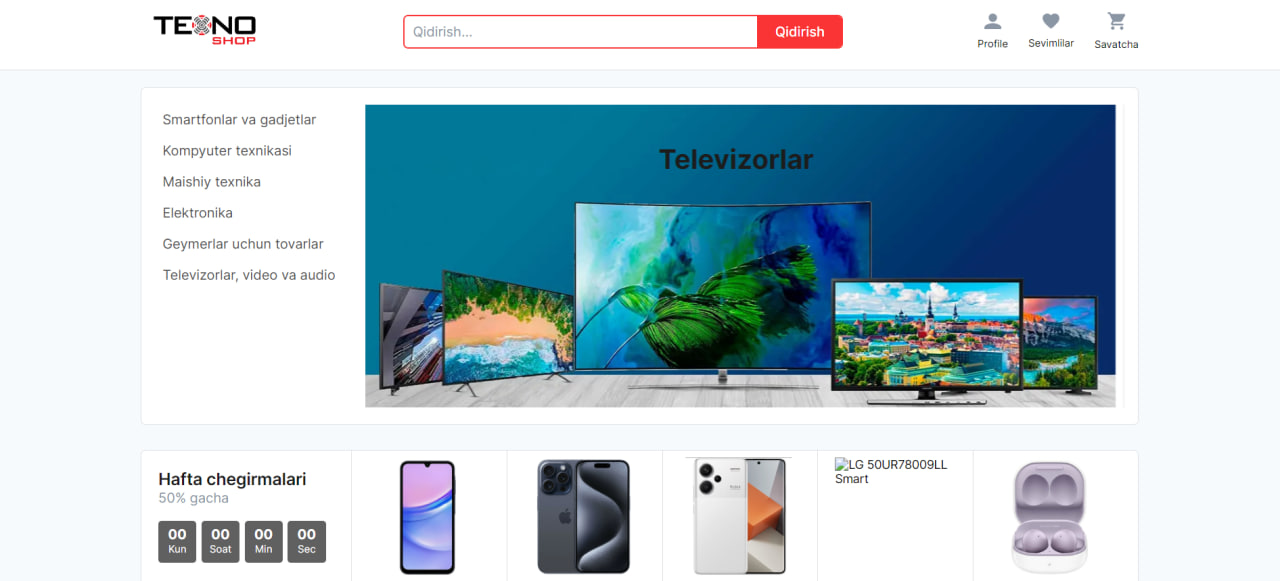 TEXNO
SHOP
Qidirish...
Qidirish
Profile
Sevimlilar
Savatcha
Smartfonlar va gadjetlar
Kompyuter texnikasi
Maishiy texnika
Elektronika
Geymerlar uchun tovarlar
Televizorlar, video va audio
Televizorlar
Hafta chegirmalari
50% gacha
00 00 00 00
Kun Soat Min Sec
LG 50UR78009LL
Smart